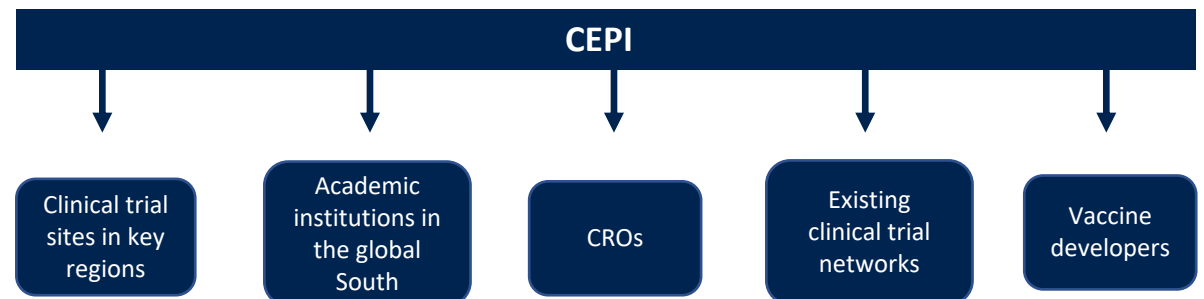 CEPI
Clinical trial
sites in key
regions
Academic
institutions in
the global
South
CROs
Existing
clinical trial
networks
Vaccine
developers